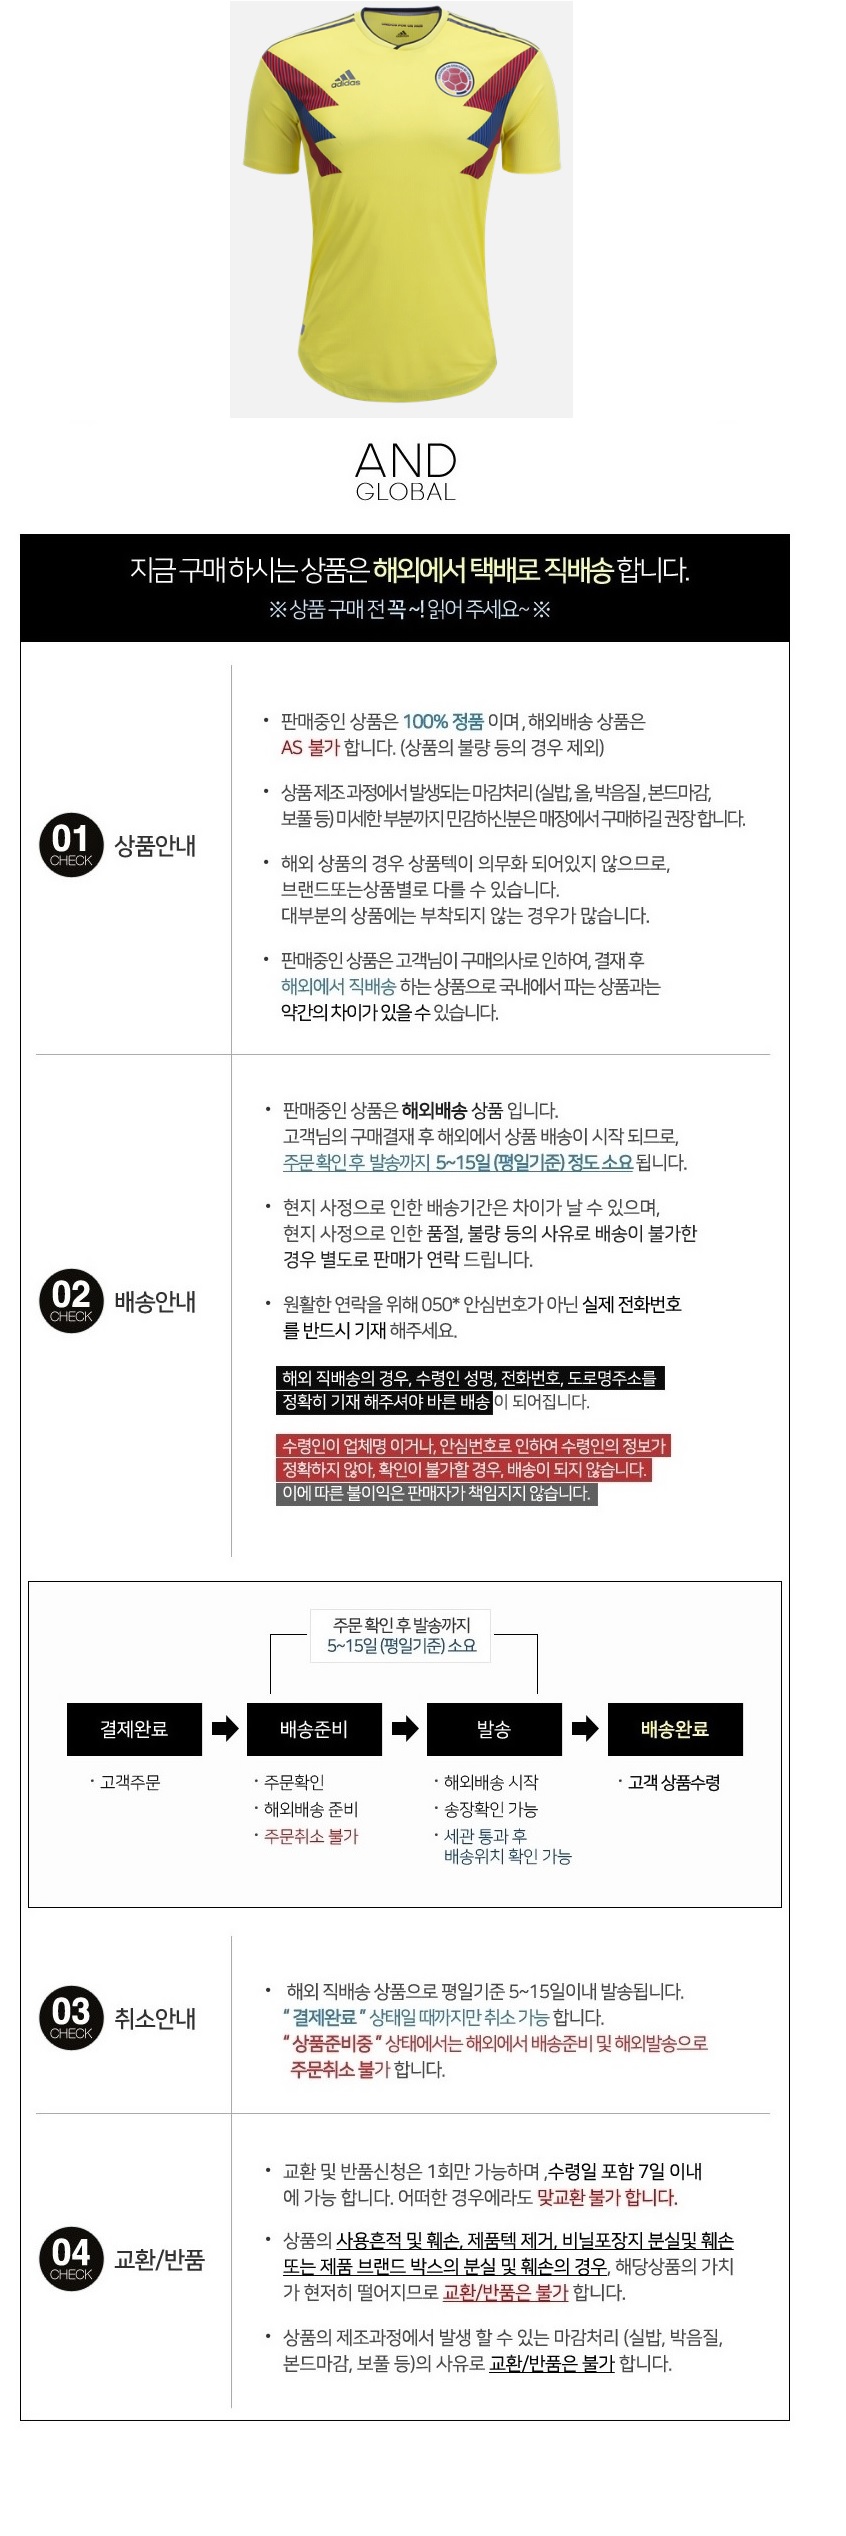 adidas
AND
GLOBAL
지금 구매 하시는 상품은 해외에서 택배로 직배송 합니다.
※ 상품 구매 전 꼭 ~! 읽어 주세요~ ※
01
CHECK
상품안내
• 판매중인 상품은 100% 정품 이며 , 해외배송 상품은
AS 불가 합니다. (상품의 불량 등의 경우 제외)
• 상품 제조 과정에서 발생되는 마감처리 (실밥, 올, 박음질 , 본드마감,
보풀 등) 미세한 부분까지 민감하신분은 매장에서 구매하길 권장 합니다.
• 해외 상품의 경우 상품텍이 의무화 되어있지 않으므로,
브랜드또는상품별로 다를 수 있습니다.
대부분의 상품에는 부착되지 않는 경우가 많습니다.
• 판매중인 상품은 고객님이 구매의사로 인하여, 결재 후
해외에서 직배송 하는 상품으로 국내에서 파는 상품과는
약간의 차이가 있을 수 있습니다.
02
CHECK
배송안내
• 판매중인 상품은 해외배송 상품 입니다.
고객님의 구매결재 후 해외에서 상품 배송이 시작 되므로,
주문 확인 후 발송까지 5~15일 (평일기준) 정도 소요 됩니다.
• 현지 사정으로 인한 배송기간은 차이가 날 수 있으며,
현지 사정으로 인한 품절, 불량 등의 사유로 배송이 불가한
경우 별도로 판매가 연락 드립니다.
• 원활한 연락을 위해 050* 안심번호가 아닌 실제 전화번호
를 반드시 기재 해주세요.
해외 직배송의 경우, 수령인 성명, 전화번호, 도로명주소를
정확히 기재 해주셔야 바른 배송이 되어집니다.
수령인이 업체명 이거나, 안심번호로 인하여 수령인의 정보가
정확하지 않아, 확인이 불가할 경우, 배송이 되지 않습니다.
이에 따른 불이익은 판매자가 책임지지 않습니다.
주문 확인 후 발송까지
5~15일 (평일기준) 소요
결제완료
배송준비
발송
배송완료
· 고객주문
· 주문확인
· 해외배송 준비
· 주문취소 불가
· 해외배송 시작
· 송장확인 가능
· 세관 통과 후
배송위치 확인 가능
· 고객 상품수령
03
CHECK
취소안내
• 해외 직배송 상품으로 평일기준 5~15일이내 발송됩니다.
“ 결제완료 ” 상태일 때까지만 취소 가능 합니다.
“ 상품준비중 ” 상태에서는 해외에서 배송준비 및 해외발송으로
주문취소 불가 합니다.
04
CHECK
교환/반품
• 교환 및 반품신청은 1회만 가능하며 ,수령일 포함 7일 이내
에 가능 합니다. 어떠한 경우에라도 맞교환 불가 합니다.
• 상품의 사용흔적 및 훼손, 제품텍 제거, 비닐포장지 분실및 훼손
또는 제품 브랜드 박스의 분실 및 훼손의 경우, 해당상품의 가치
가 현저히 떨어지므로 교환/반품은 불가 합니다.
• 상품의 제조과정에서 발생 할 수 있는 마감처리 (실밥, 박음질,
본드마감, 보풀 등)의 사유로 교환/반품은 불가 합니다.